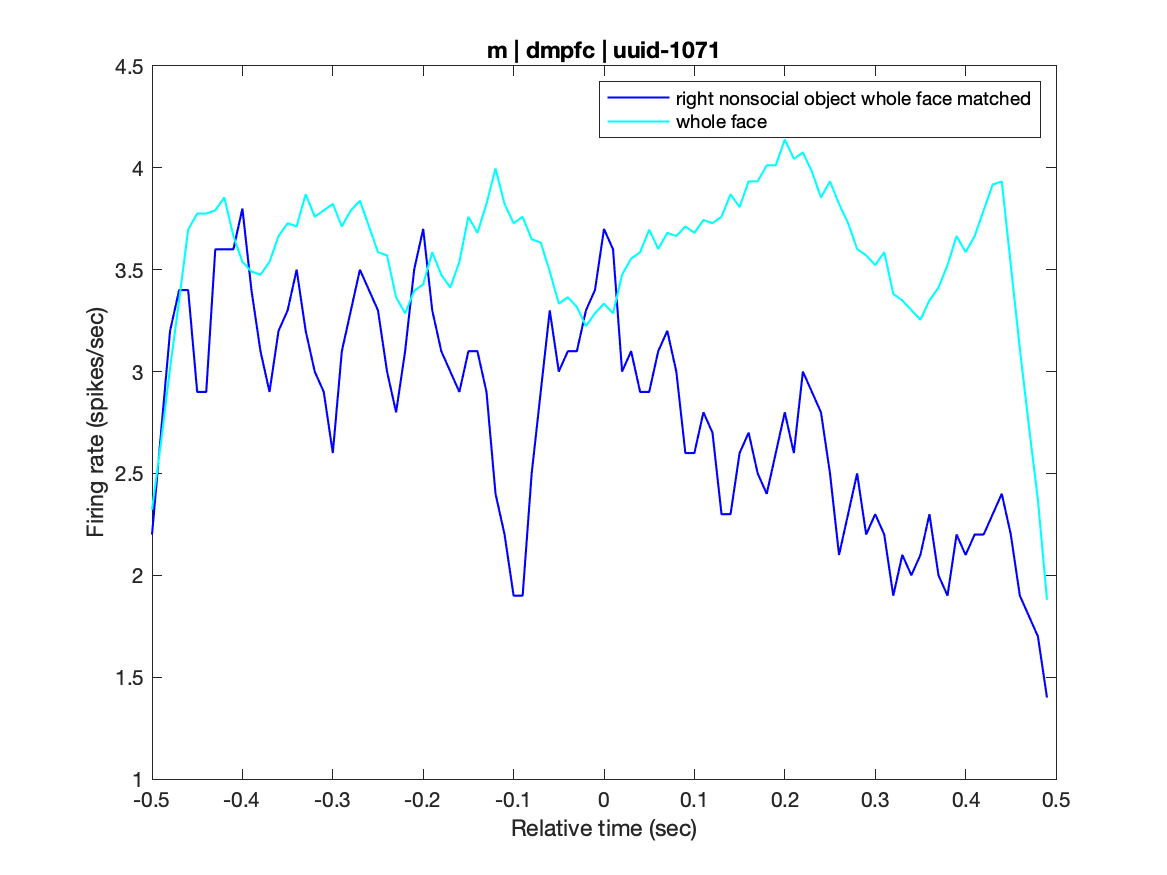 m | dmpfc | uuid-1071
right nonsocial object whole face matched
whole face
4.5
4
3.5
3
2.5
2
1.5
1
Firing rate (spikes/sec)
-0.5 -0.4 -0.3 -0.2 -0.1 0 0.1 0.2 0.3 0.4 0.5
Relative time (sec)